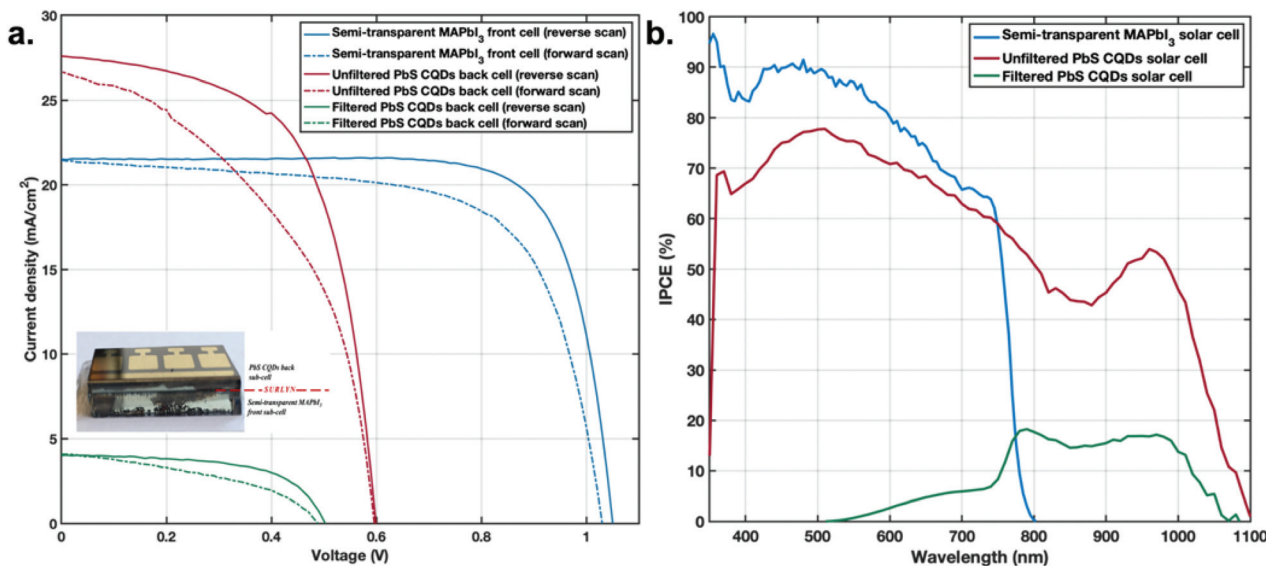 a.
Semi-transparent MAPbI3 front cell (reverse scan)
Semi-transparent MAPbI3 front cell (forward scan)
Unfiltered PbS CQDs back cell (reverse scan)
Unfiltered PbS CQDs back cell (forward scan)
Filtered PbS CQDs back cell (reverse scan)
Filtered PbS CQDs back cell (forward scan)
30
25
20
15
10
5
0
Current density (mA/cm2)
PbS CQDs back
sub-cell
SURLYN
Semi-transparent MAPbI3
front sub-cell
0 0.2 0.4 0.6 0.8 1
Voltage (V)
b.
Semi-transparent MAPbI3 solar cell
Unfiltered PbS CQDs solar cell
Filtered PbS CQDs solar cell
100
90
80
70
60
50
40
30
20
10
0
IPCE (%)
400 500 600 700 800 900 1000 1100
Wavelength (nm)